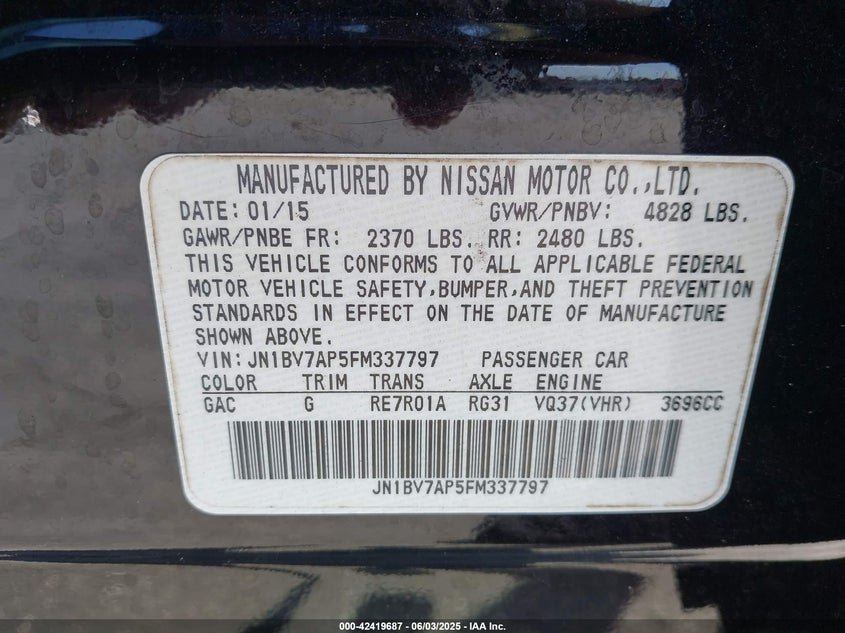 MANUFACTURED BY NISSAN MOTOR CO.,LTD.
DATE: 01/15 GVWR/PNBV: 4828 LBS.
GAWR/PNBE FR: 2370 LBS. RR: 2480 LBS.
THIS VEHICLE CONFORMS TO ALL APPLICABLE FEDERAL
MOTOR VEHICLE SAFETY,BUMPER,AND THEFT PREVENTION
STANDARDS IN EFFECT ON THE DATE OF MANUFACTURE
SHOWN ABOVE.
VIN: JN1BV7AP5FM337797 PASSENGER CAR
COLOR TRIM TRANS AXLE ENGINE
GAC G RE7R01A RG31 VQ37(VHR) 3696CC
JN1BV7AP5FM337797
000-42419687 - 06/03/2025 - IAA Inc.